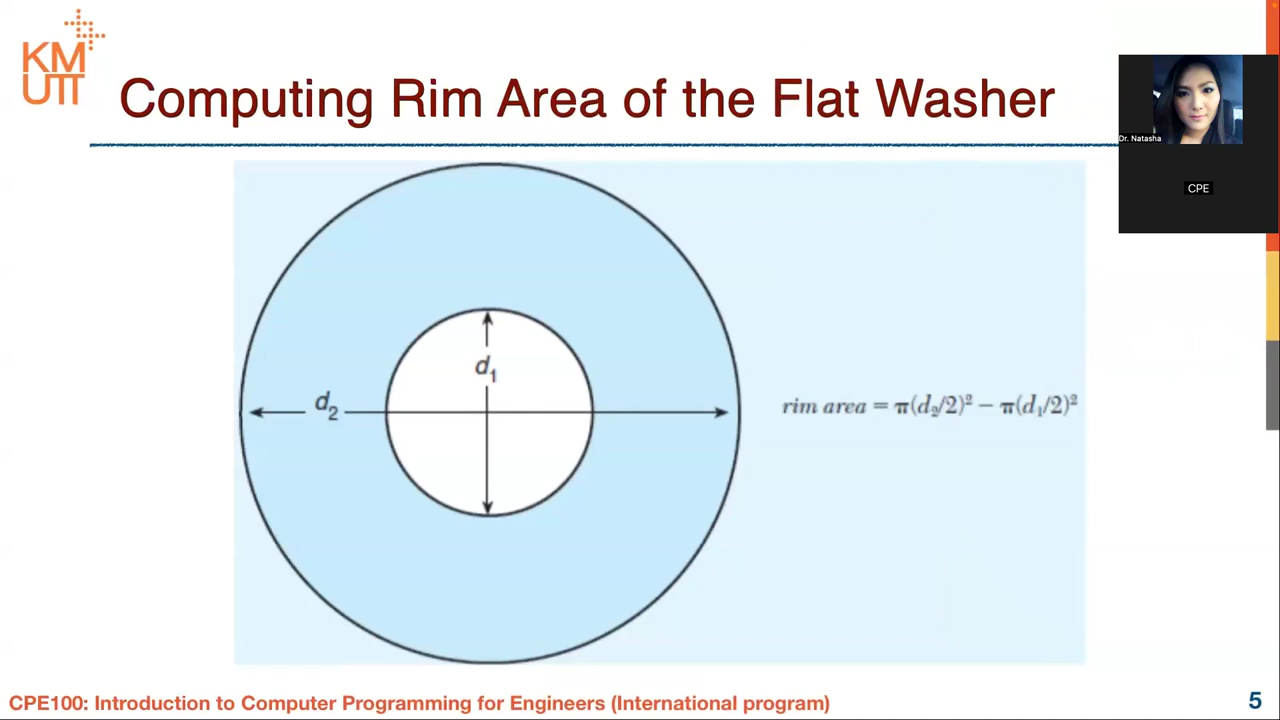 KM
UTT
Computing Rim Area of the Flat Washer
Dr. Natasha
CPE
d₁
d₂
rim area = π(d₂/2)² – π(d₁/2)²
CPE100: Introduction to Computer Programming for Engineers (International program)
5